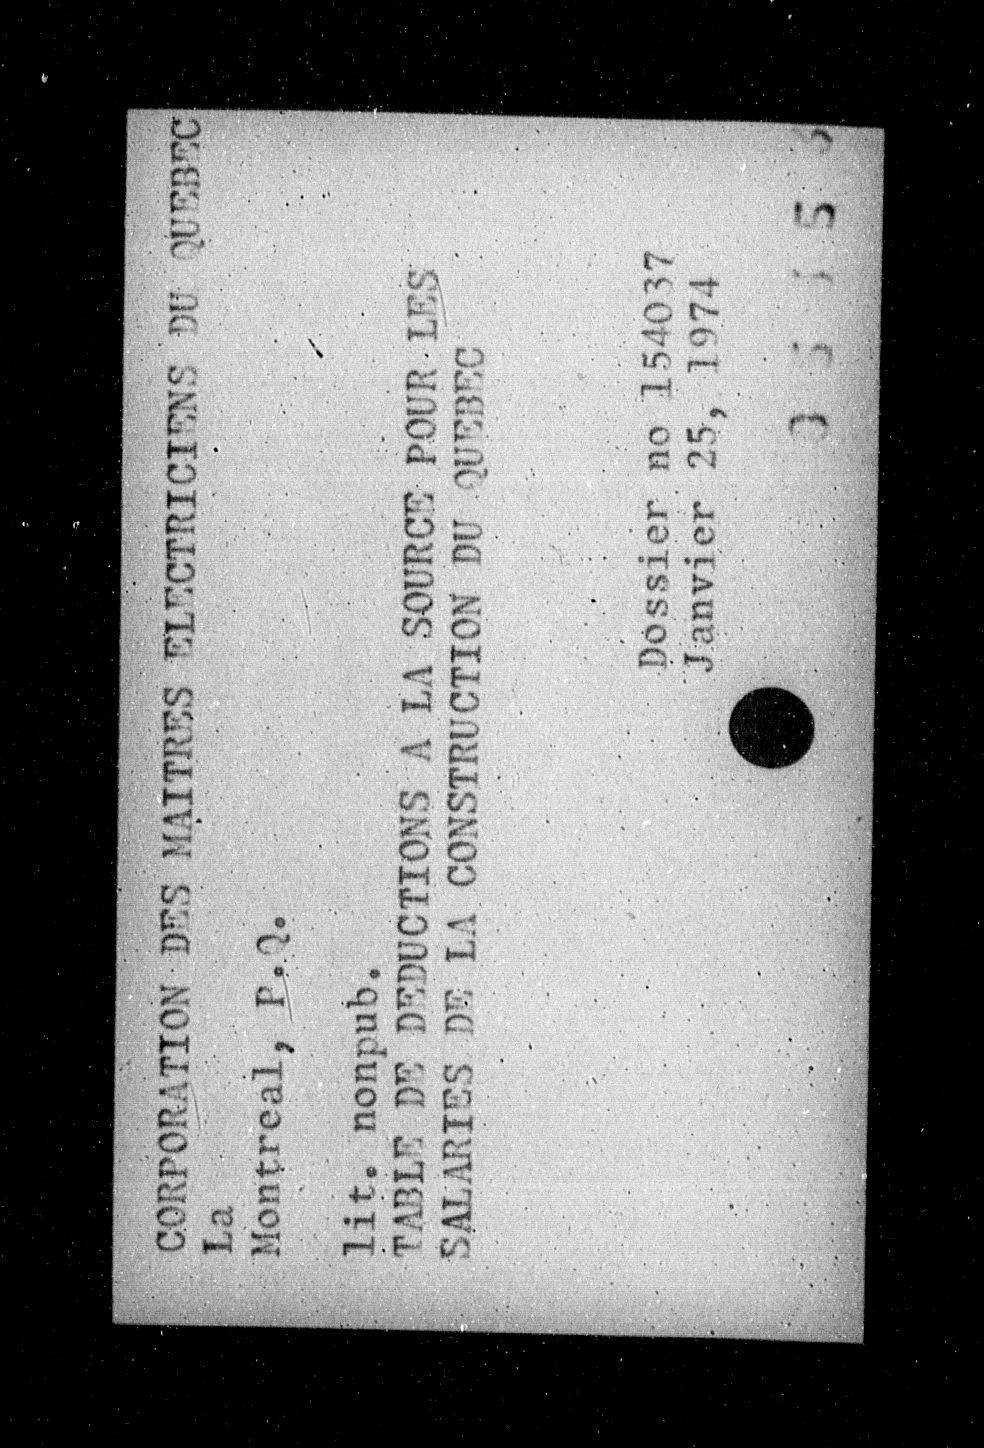 CORPORATION DES MAITRES ELECTRICIENS DU QUEBEC
La
Montreal, P.Q.
lit. nonpub.
TABLE DE DEDUCTIONS A LA SOURCE POUR LES
SALARIES DE LA CONSTRUCTION DU QUEBEC
Dossier no 154037
Janvier 25, 1974